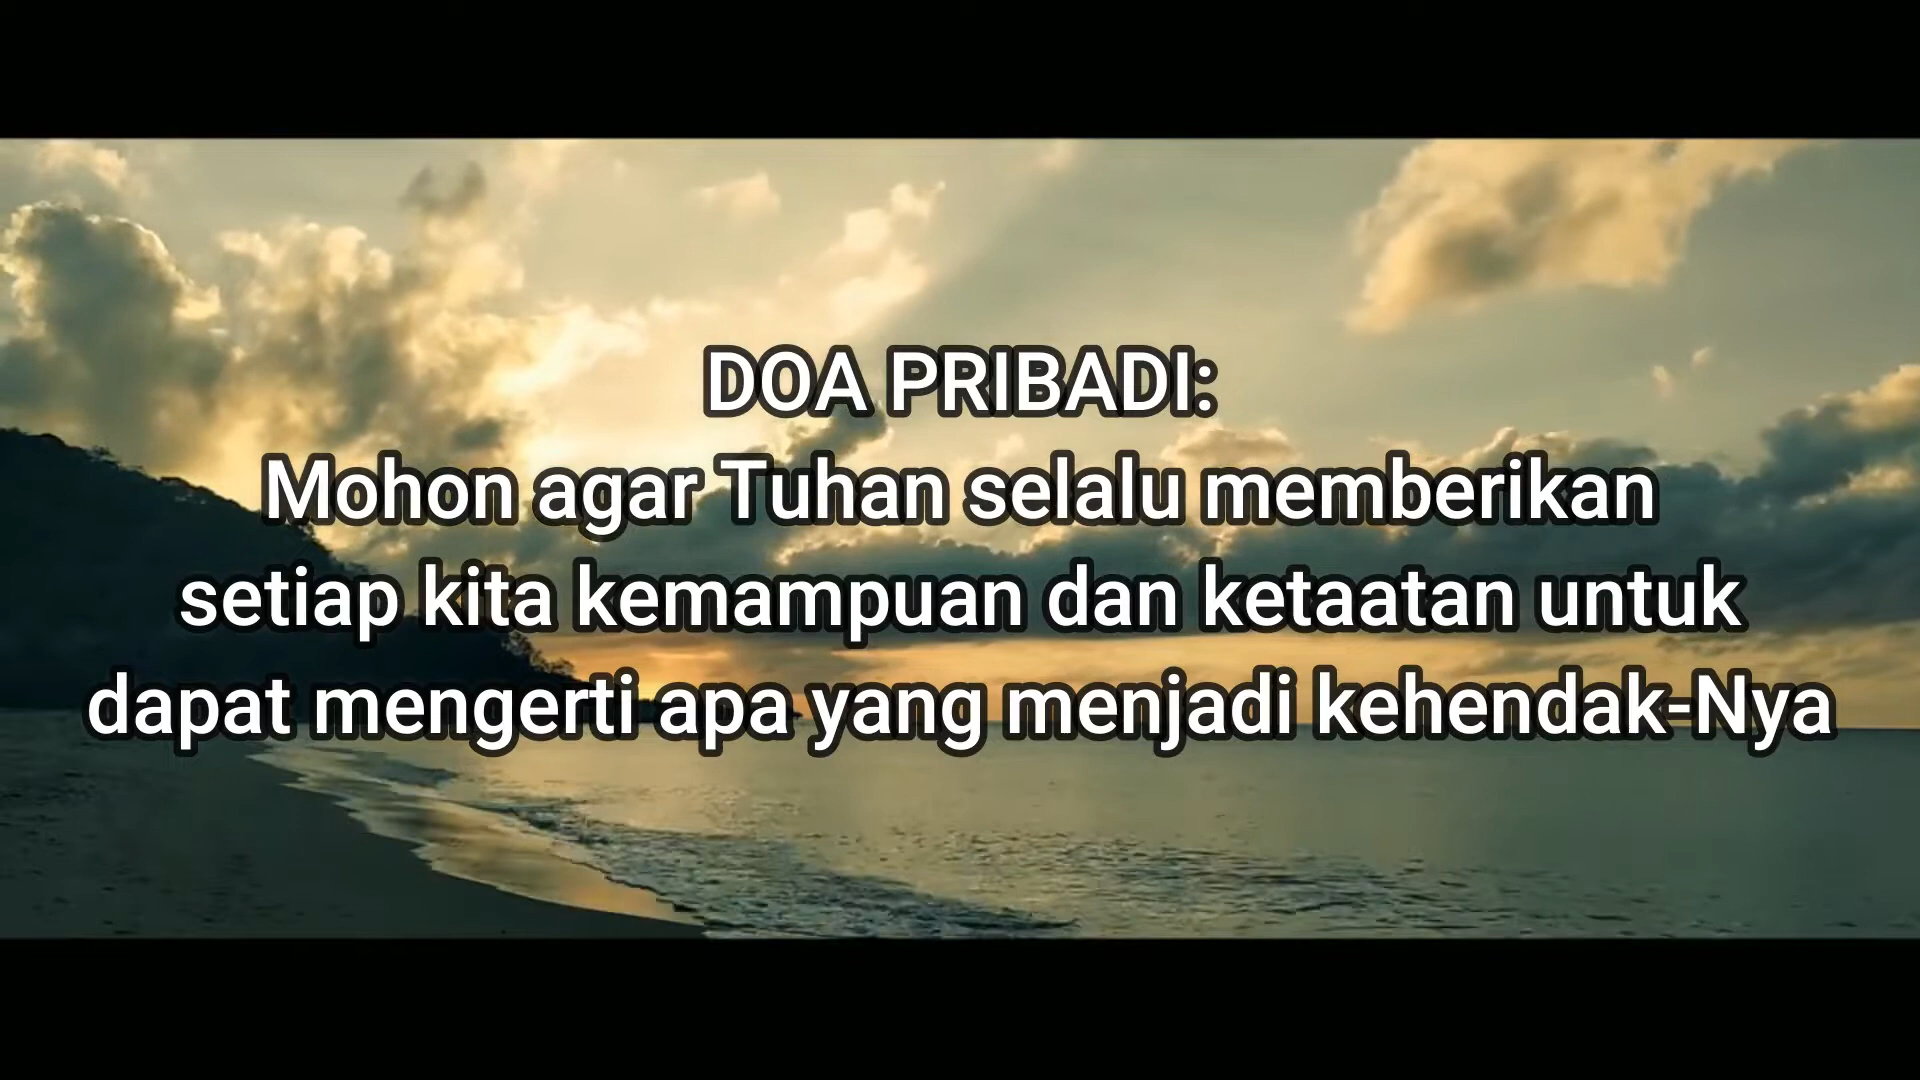 DOA PRIBADI:
Mohon agar Tuhan selalu memberikan
setiap kita kemampuan dan ketaatan untuk
dapat mengerti apa yang menjadi kehendak-Nya